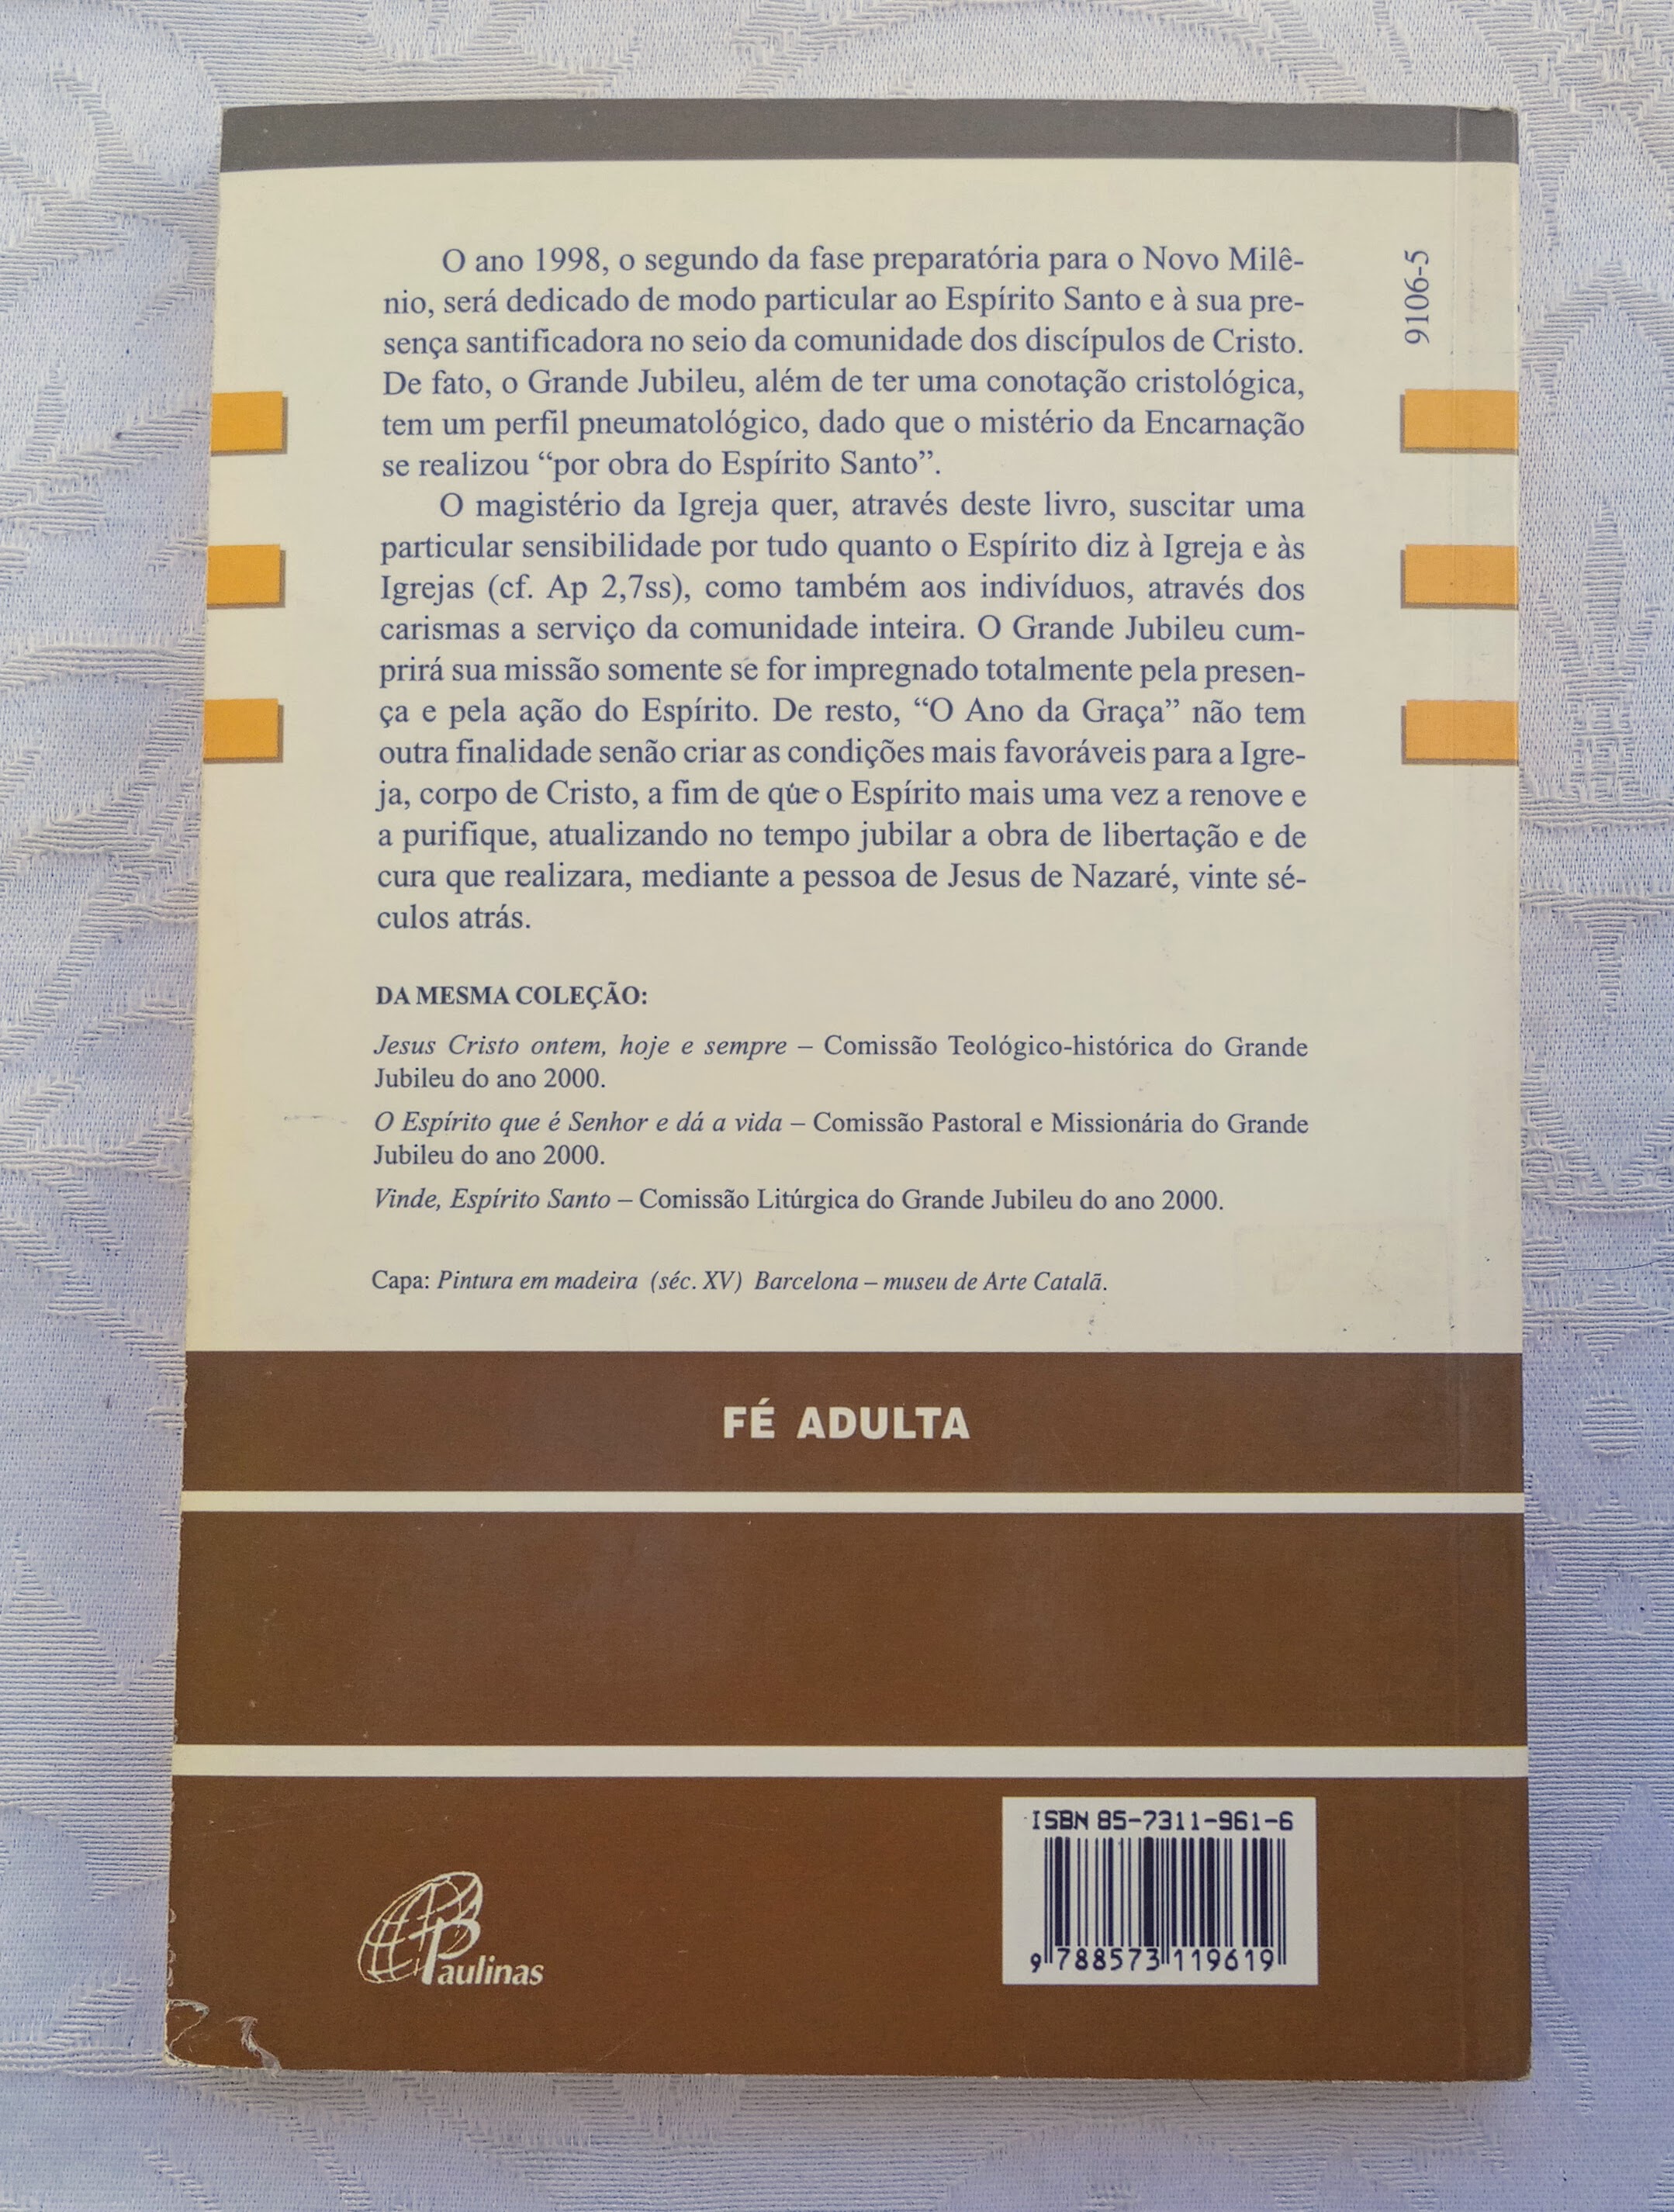 O ano 1998, o segundo da fase preparatória para o Novo Milê-
nio, será dedicado de modo particular ao Espírito Santo e à sua pre-
sença santificadora no seio da comunidade dos discípulos de Cristo.
De fato, o Grande Jubileu, além de ter uma conotação cristológica,
tem um perfil pneumatológico, dado que o mistério da Encarnação
se realizou “por obra do Espírito Santo”.
O magistério da Igreja quer, através deste livro, suscitar uma
particular sensibilidade por tudo quanto o Espírito diz à Igreja e às
Igrejas (cf. Ap 2,7ss), como também aos indivíduos, através dos
carismas a serviço da comunidade inteira. O Grande Jubileu cum-
prirá sua missão somente se for impregnado totalmente pela presen-
ça e pela ação do Espírito. De resto, “O Ano da Graça” não tem
outra finalidade senão criar as condições mais favoráveis para a Igre-
ja, corpo de Cristo, a fim de que o Espírito mais uma vez a renove e
a purifique, atualizando no tempo jubilar a obra de libertação e de
cura que realizara, mediante a pessoa de Jesus de Nazaré, vinte sé-
culos atrás.
9106-5
DA MESMA COLEÇÃO:
Jesus Cristo ontem, hoje e sempre – Comissão Teológico-histórica do Grande
Jubileu do ano 2000.
O Espírito que é Senhor e dá a vida – Comissão Pastoral e Missionária do Grande
Jubileu do ano 2000.
Vinde, Espírito Santo – Comissão Litúrgica do Grande Jubileu do ano 2000.
Capa: Pintura em madeira (séc. XV) Barcelona – museu de Arte Catalã.
FÉ ADULTA
ISBN 85-7311-961-6
9 788573 119619
Paulinas